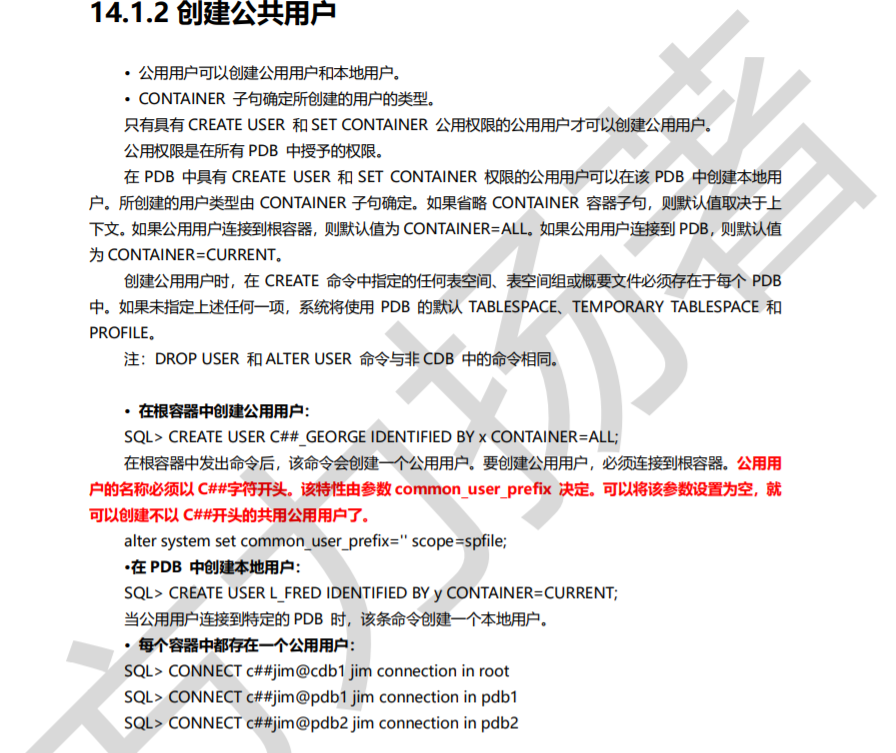 14.1.2 创建公共用户
• 公用用户可以创建公用用户和本地用户。
• CONTAINER 子句确定所创建的用户的类型。
只有具有 CREATE USER 和 SET CONTAINER 公用权限的公用用户才可以创建公用用户。
公用权限是在所有 PDB 中授予的权限。
在 PDB 中具有 CREATE USER 和 SET CONTAINER 权限的公用用户可以在该 PDB 中创建本地用
户。所创建的用户类型由 CONTAINER 子句确定。如果省略 CONTAINER 容器子句，则默认值取决于上
下文。如果公用用户连接到根容器，则默认值为 CONTAINER=ALL。如果公用用户连接到 PDB，则默认值
为 CONTAINER=CURRENT。
创建公用用户时，在 CREATE 命令中指定的任何表空间、表空间组或概要文件必须存在于每个 PDB
中。如果未指定上述任何一项，系统将使用 PDB 的默认 TABLESPACE、TEMPORARY TABLESPACE 和
PROFILE。
注：DROP USER 和 ALTER USER 命令与非 CDB 中的命令相同。
• 在根容器中创建公用用户：
SQL> CREATE USER C##_GEORGE IDENTIFIED BY x CONTAINER=ALL;
在根容器中发出命令后，该命令会创建一个公用用户。要创建公用用户，必须连接到根容器。公用用
户的名称必须以 C##字符开头。该特性由参数 common_user_prefix 决定。可以将该参数设置为空，就
可以创建不以 C##开头的共用公用用户了。
alter system set common_user_prefix='' scope=spfile;
•在 PDB 中创建本地用户：
SQL> CREATE USER L_FRED IDENTIFIED BY y CONTAINER=CURRENT;
当公用用户连接到特定的 PDB 时，该条命令创建一个本地用户。
• 每个容器中都存在一个公用用户：
SQL> CONNECT c##jim@cdb1 jim connection in root
SQL> CONNECT c##jim@pdb1 jim connection in pdb1
SQL> CONNECT c##jim@pdb2 jim connection in pdb2
方力扬著